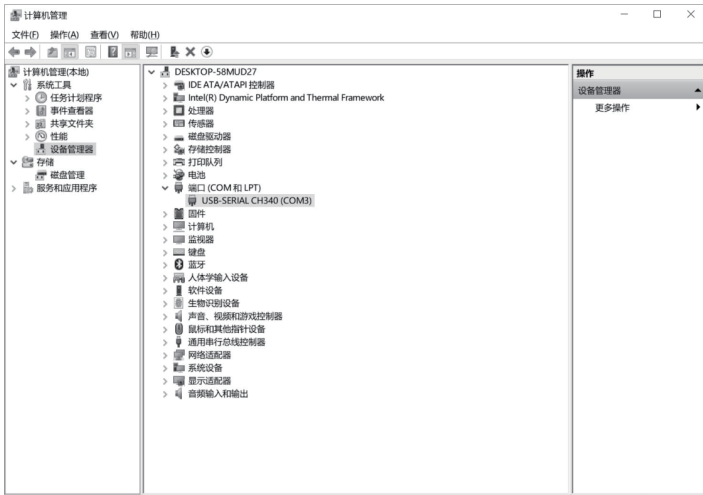 计算机管理
文件(F) 操作(A) 查看(V) 帮助(H)
计算机管理(本地)
系统工具
任务计划程序
事件查看器
共享文件夹
性能
设备管理器
存储
磁盘管理
服务和应用程序
DESKTOP-58MUD27
IDE ATA/ATAPI 控制器
Intel(R) Dynamic Platform and Thermal Framework
处理器
传感器
磁盘驱动器
存储控制器
打印队列
电池
端口 (COM 和 LPT)
USB-SERIAL CH340 (COM3)
固件
计算机
监视器
键盘
蓝牙
人体学输入设备
软件设备
生物识别设备
声音、视频和游戏控制器
鼠标和其他指针设备
通用串行总线控制器
网络适配器
系统设备
显示适配器
音频输入和输出
操作
设备管理器
更多操作